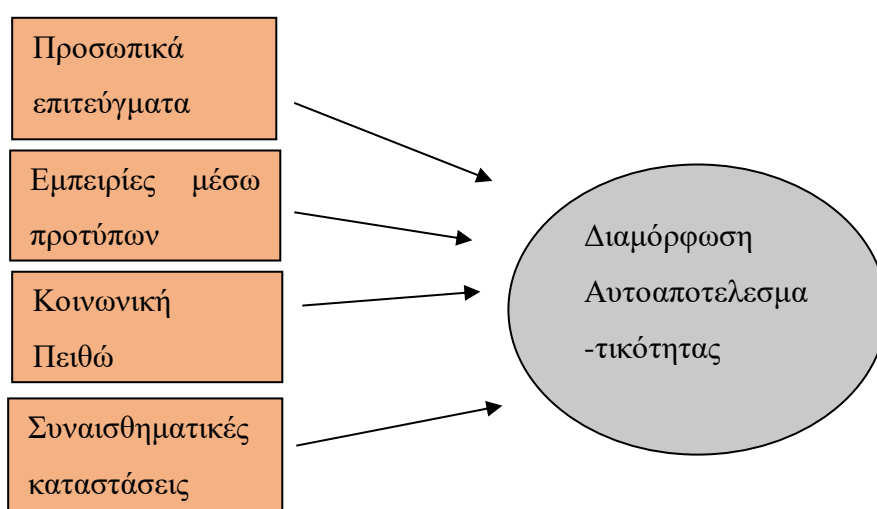 Προσωπικά
επιτεύγματα
Εμπειρίες μέσω
προτύπων
Κοινωνική
Πειθώ
Συναισθηματικές
καταστάσεις
Διαμόρφωση
Αυτοαποτελεσμα
-τικότητας